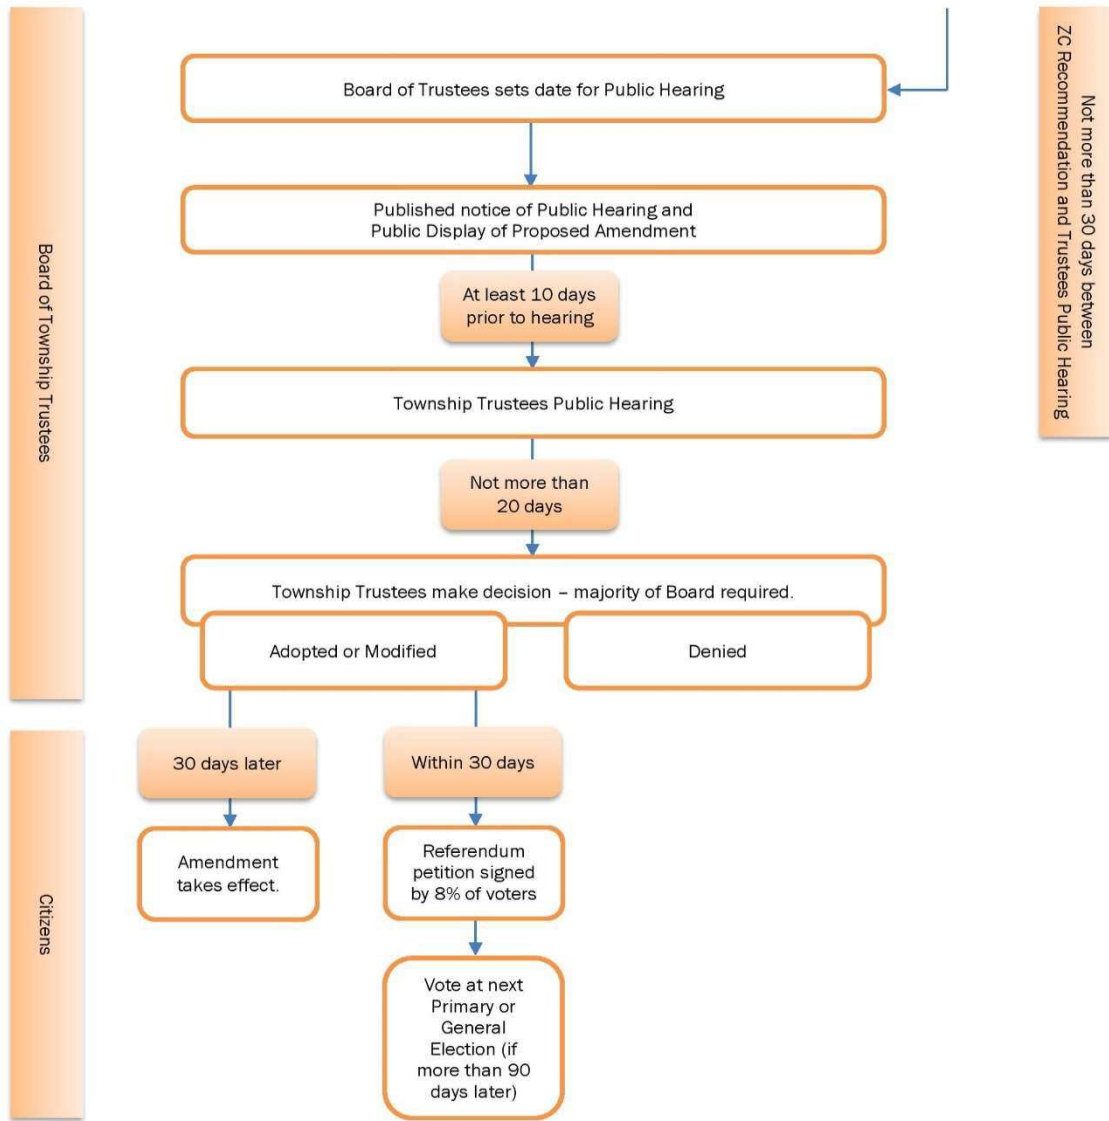 Board of Township Trustees
Board of Trustees sets date for Public Hearing
Not more than 30 days between
ZC Recommendation and Trustees Public Hearing
Published notice of Public Hearing and
Public Display of Proposed Amendment
At least 10 days
prior to hearing
Township Trustees Public Hearing
Not more than
20 days
Township Trustees make decision – majority of Board required.
Adopted or Modified
Denied
Citizens
30 days later
Within 30 days
Amendment
takes effect.
Referendum
petition signed
by 8% of voters
Vote at next
Primary or
General
Election (if
more than 90
days later)